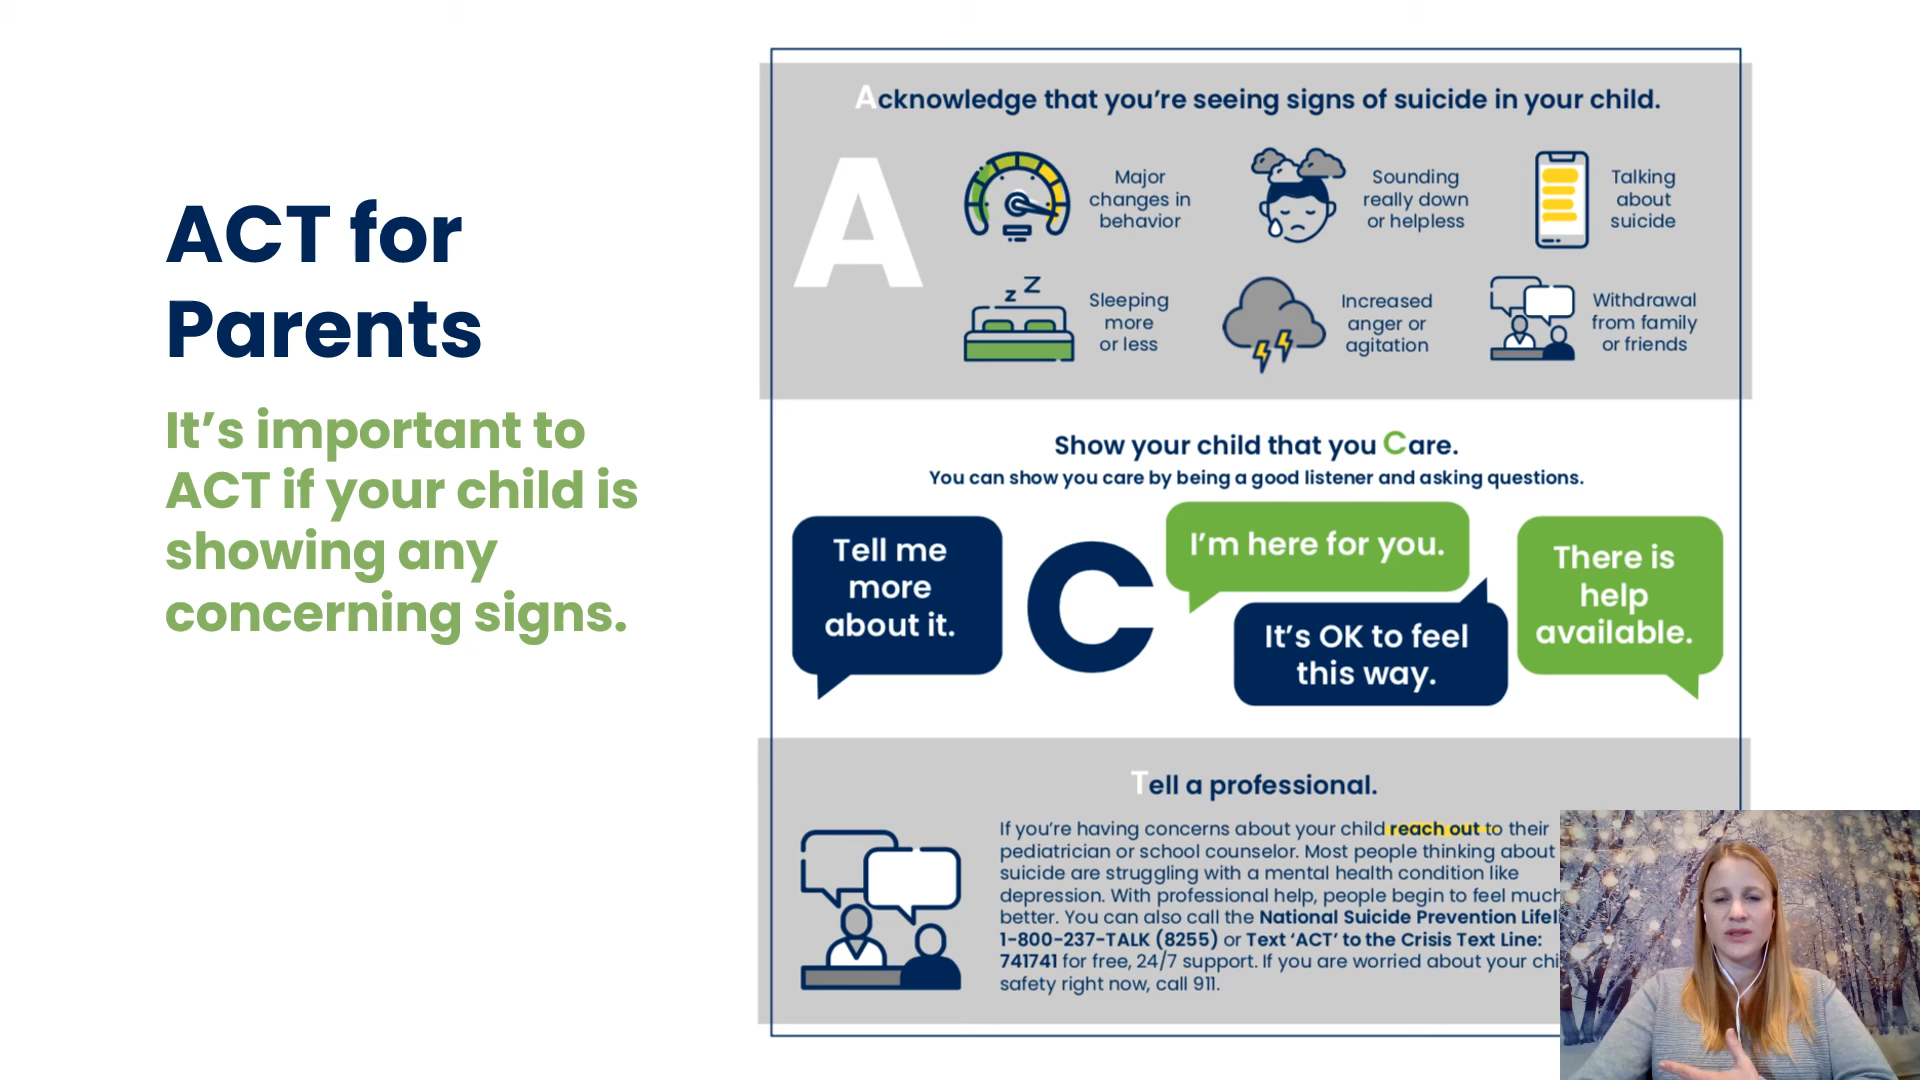 ACT for
Parents
It's important to
ACT if your child is
showing any
concerning signs.
Acknowledge that you're seeing signs of suicide in your child.
A
Major
changes in
behavior
Sounding
really down
or helpless
Talking
about
suicide
z Z
Sleeping
more
or less
Increased
anger or
agitation
Withdrawal
from family
or friends
Show your child that you Care.
You can show you care by being a good listener and asking questions.
Tell me
more
about it.
C
I'm here for you.
It's OK to feel
this way.
There is
help
available.
Tell a professional.
If you're having concerns about your child reach out to their
pediatrician or school counselor. Most people thinking about
suicide are struggling with a mental health condition like
depression. With professional help, people begin to feel much
better. You can also call the National Suicide Prevention Lifel
1-800-237-TALK (8255) or Text 'ACT' to the Crisis Text Line:
741741 for free, 24/7 support. If you are worried about your chi
safety right now, call 911.